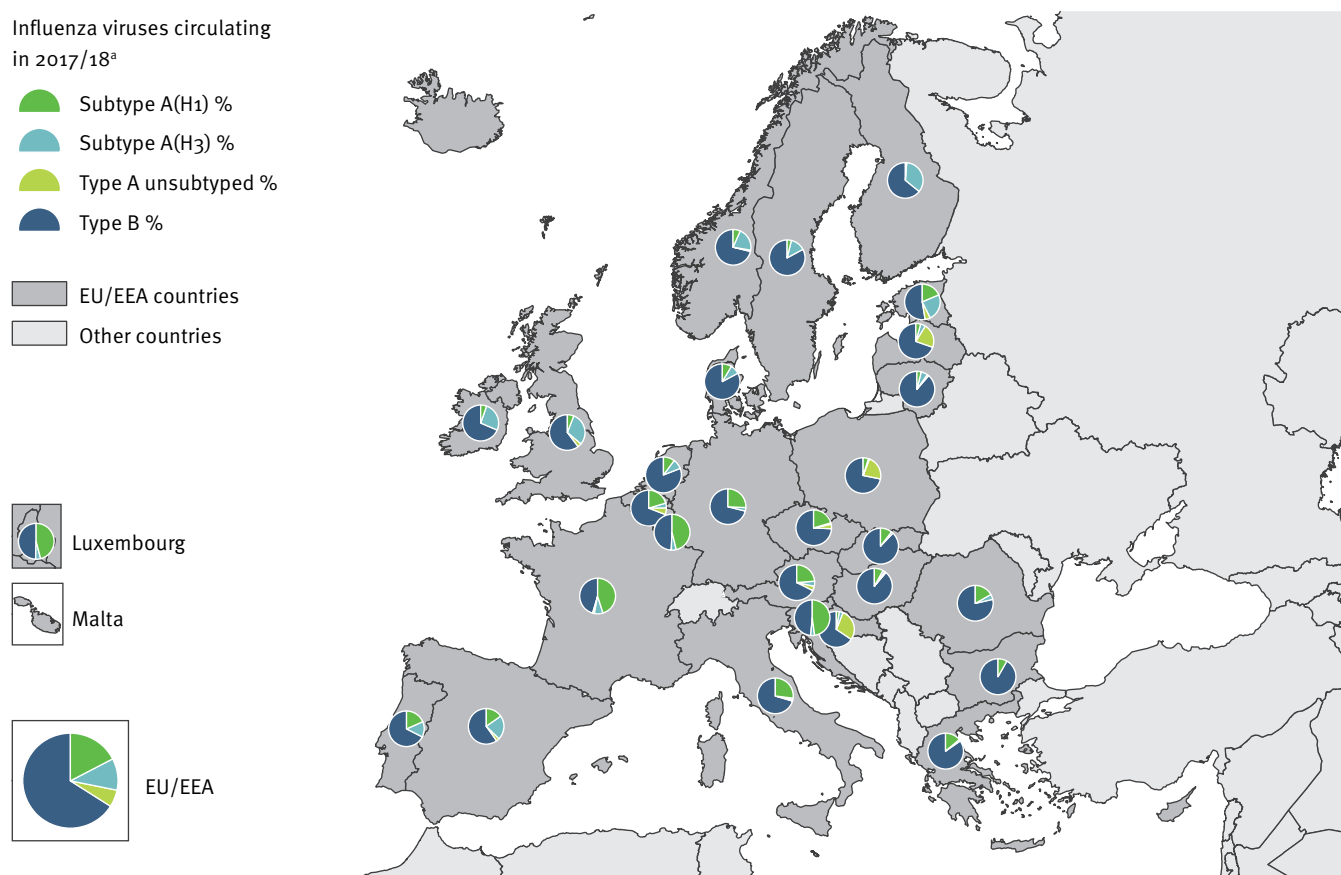 Influenza viruses circulating
in 2017/18ᵃ
Subtype A(H1) %
Subtype A(H3) %
Type A unsubtyped %
Type B %
EU/EEA countries
Other countries
Luxembourg
Malta
EU/EEA